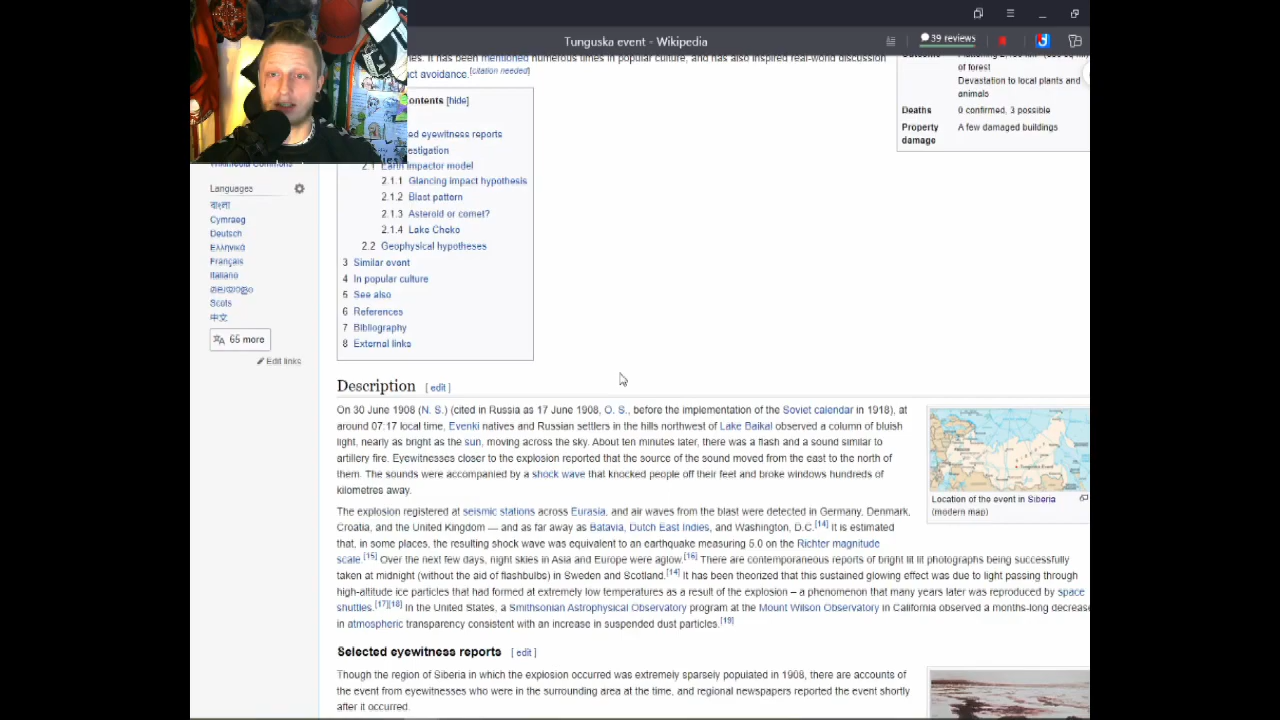 Tunguska event - Wikipedia
39 reviews
It has been mentioned numerous times in popular culture, and has also inspired real-world discussion
avoidance.[citation needed]
of forest
Devastation to local plants and
animals
Deaths 0 confirmed, 3 possible
Property A few damaged buildings
damage
ontents [hide]
ed eyewitness reports
2.1 Earth impactor model
2.1.1 Glancing impact hypothesis
2.1.2 Blast pattern
2.1.3 Asteroid or comet?
2.1.4 Lake Cheko
2.2 Geophysical hypotheses
3 Similar event
4 In popular culture
5 See also
6 References
7 Bibliography
8 External links
Wikimedia Commons
Languages
বাংলা
Cymraeg
Deutsch
Ελληνικά
Français
Italiano
മലയാളം
Scots
中文
65 more
Edit links
Description [ edit ]
On 30 June 1908 (N. S.) (cited in Russia as 17 June 1908, O. S., before the implementation of the Soviet calendar in 1918), at
around 07.17 local time, Evenki natives and Russian settlers in the hills northwest of Lake Baikal observed a column of bluish
light, nearly as bright as the sun, moving across the sky. About ten minutes later, there was a flash and a sound similar to
artillery fire. Eyewitnesses closer to the explosion reported that the source of the sound moved from the east to the north of
them. The sounds were accompanied by a shock wave that knocked people off their feet and broke windows hundreds of
kilometres away.
The explosion registered at seismic stations across Eurasia, and air waves from the blast were detected in Germany, Denmark,
Croatia, and the United Kingdom — and as far away as Batavia, Dutch East Indies, and Washington, D.C.[14] It is estimated
that, in some places, the resulting shock wave was equivalent to an earthquake measuring 5.0 on the Richter magnitude
scale.[15] Over the next few days, night skies in Asia and Europe were aglow.[16] There are contemporaneous reports of bright lit lit photographs being successfully
taken at midnight (without the aid of flashbulbs) in Sweden and Scotland.[14] It has been theorized that this sustained glowing effect was due to light passing through
high-altitude ice particles that had formed at extremely low temperatures as a result of the explosion – a phenomenon that many years later was reproduced by space
shuttles.[17][18] In the United States, a Smithsonian Astrophysical Observatory program at the Mount Wilson Observatory in California observed a months-long decrease
in atmospheric transparency consistent with an increase in suspended dust particles.[19]
Location of the event in Siberia
(modern map)
Selected eyewitness reports [ edit ]
Though the region of Siberia in which the explosion occurred was extremely sparsely populated in 1908, there are accounts of
the event from eyewitnesses who were in the surrounding area at the time, and regional newspapers reported the event shortly
after it occurred.